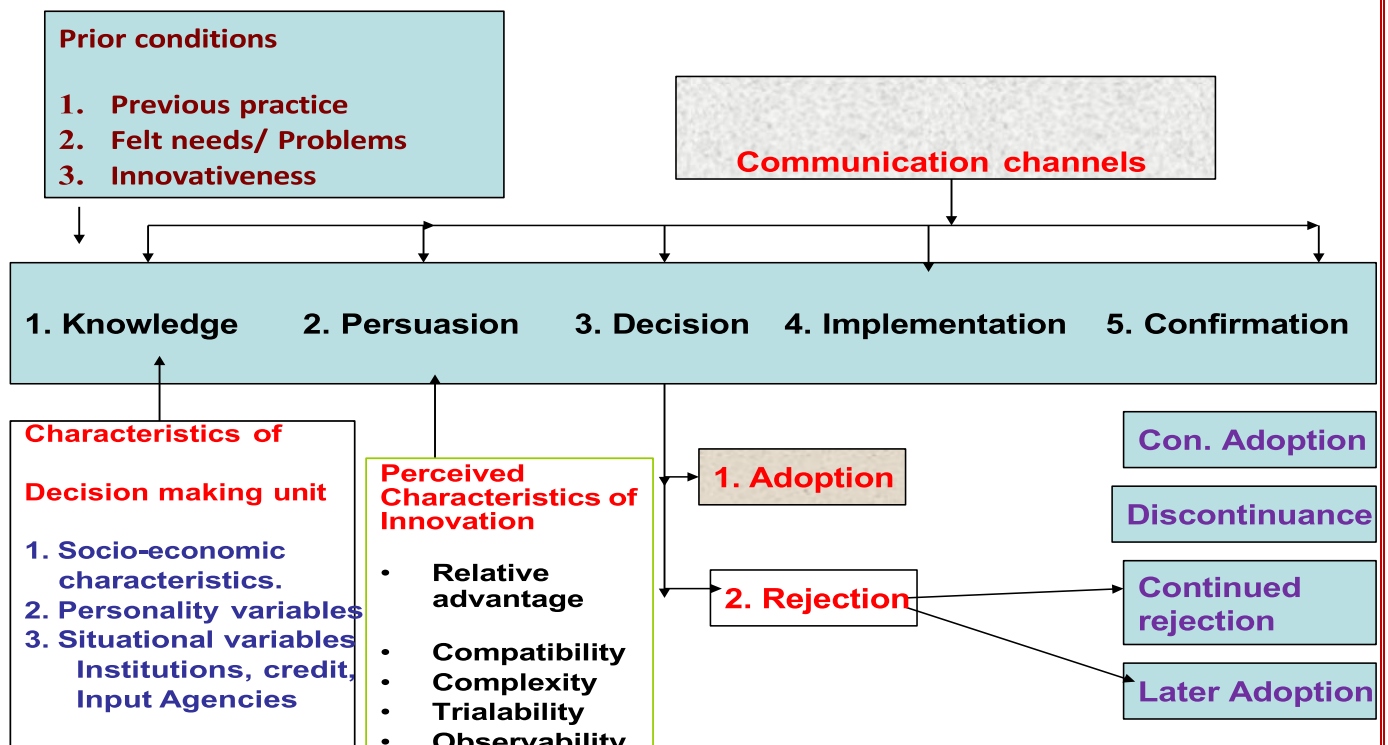 Prior conditions
1. Previous practice
2. Felt needs/ Problems
3. Innovativeness
Communication channels
1. Knowledge 2. Persuasion 3. Decision 4. Implementation 5. Confirmation
Characteristics of
Decision making unit
1. Socio-economic
characteristics.
2. Personality variables
3. Situational variables
Institutions, credit,
Input Agencies
Perceived
Characteristics of
Innovation
• Relative
advantage
• Compatibility
• Complexity
• Trialability
• Observability
1. Adoption
2. Rejection
Con. Adoption
Discontinuance
Continued
rejection
Later Adoption